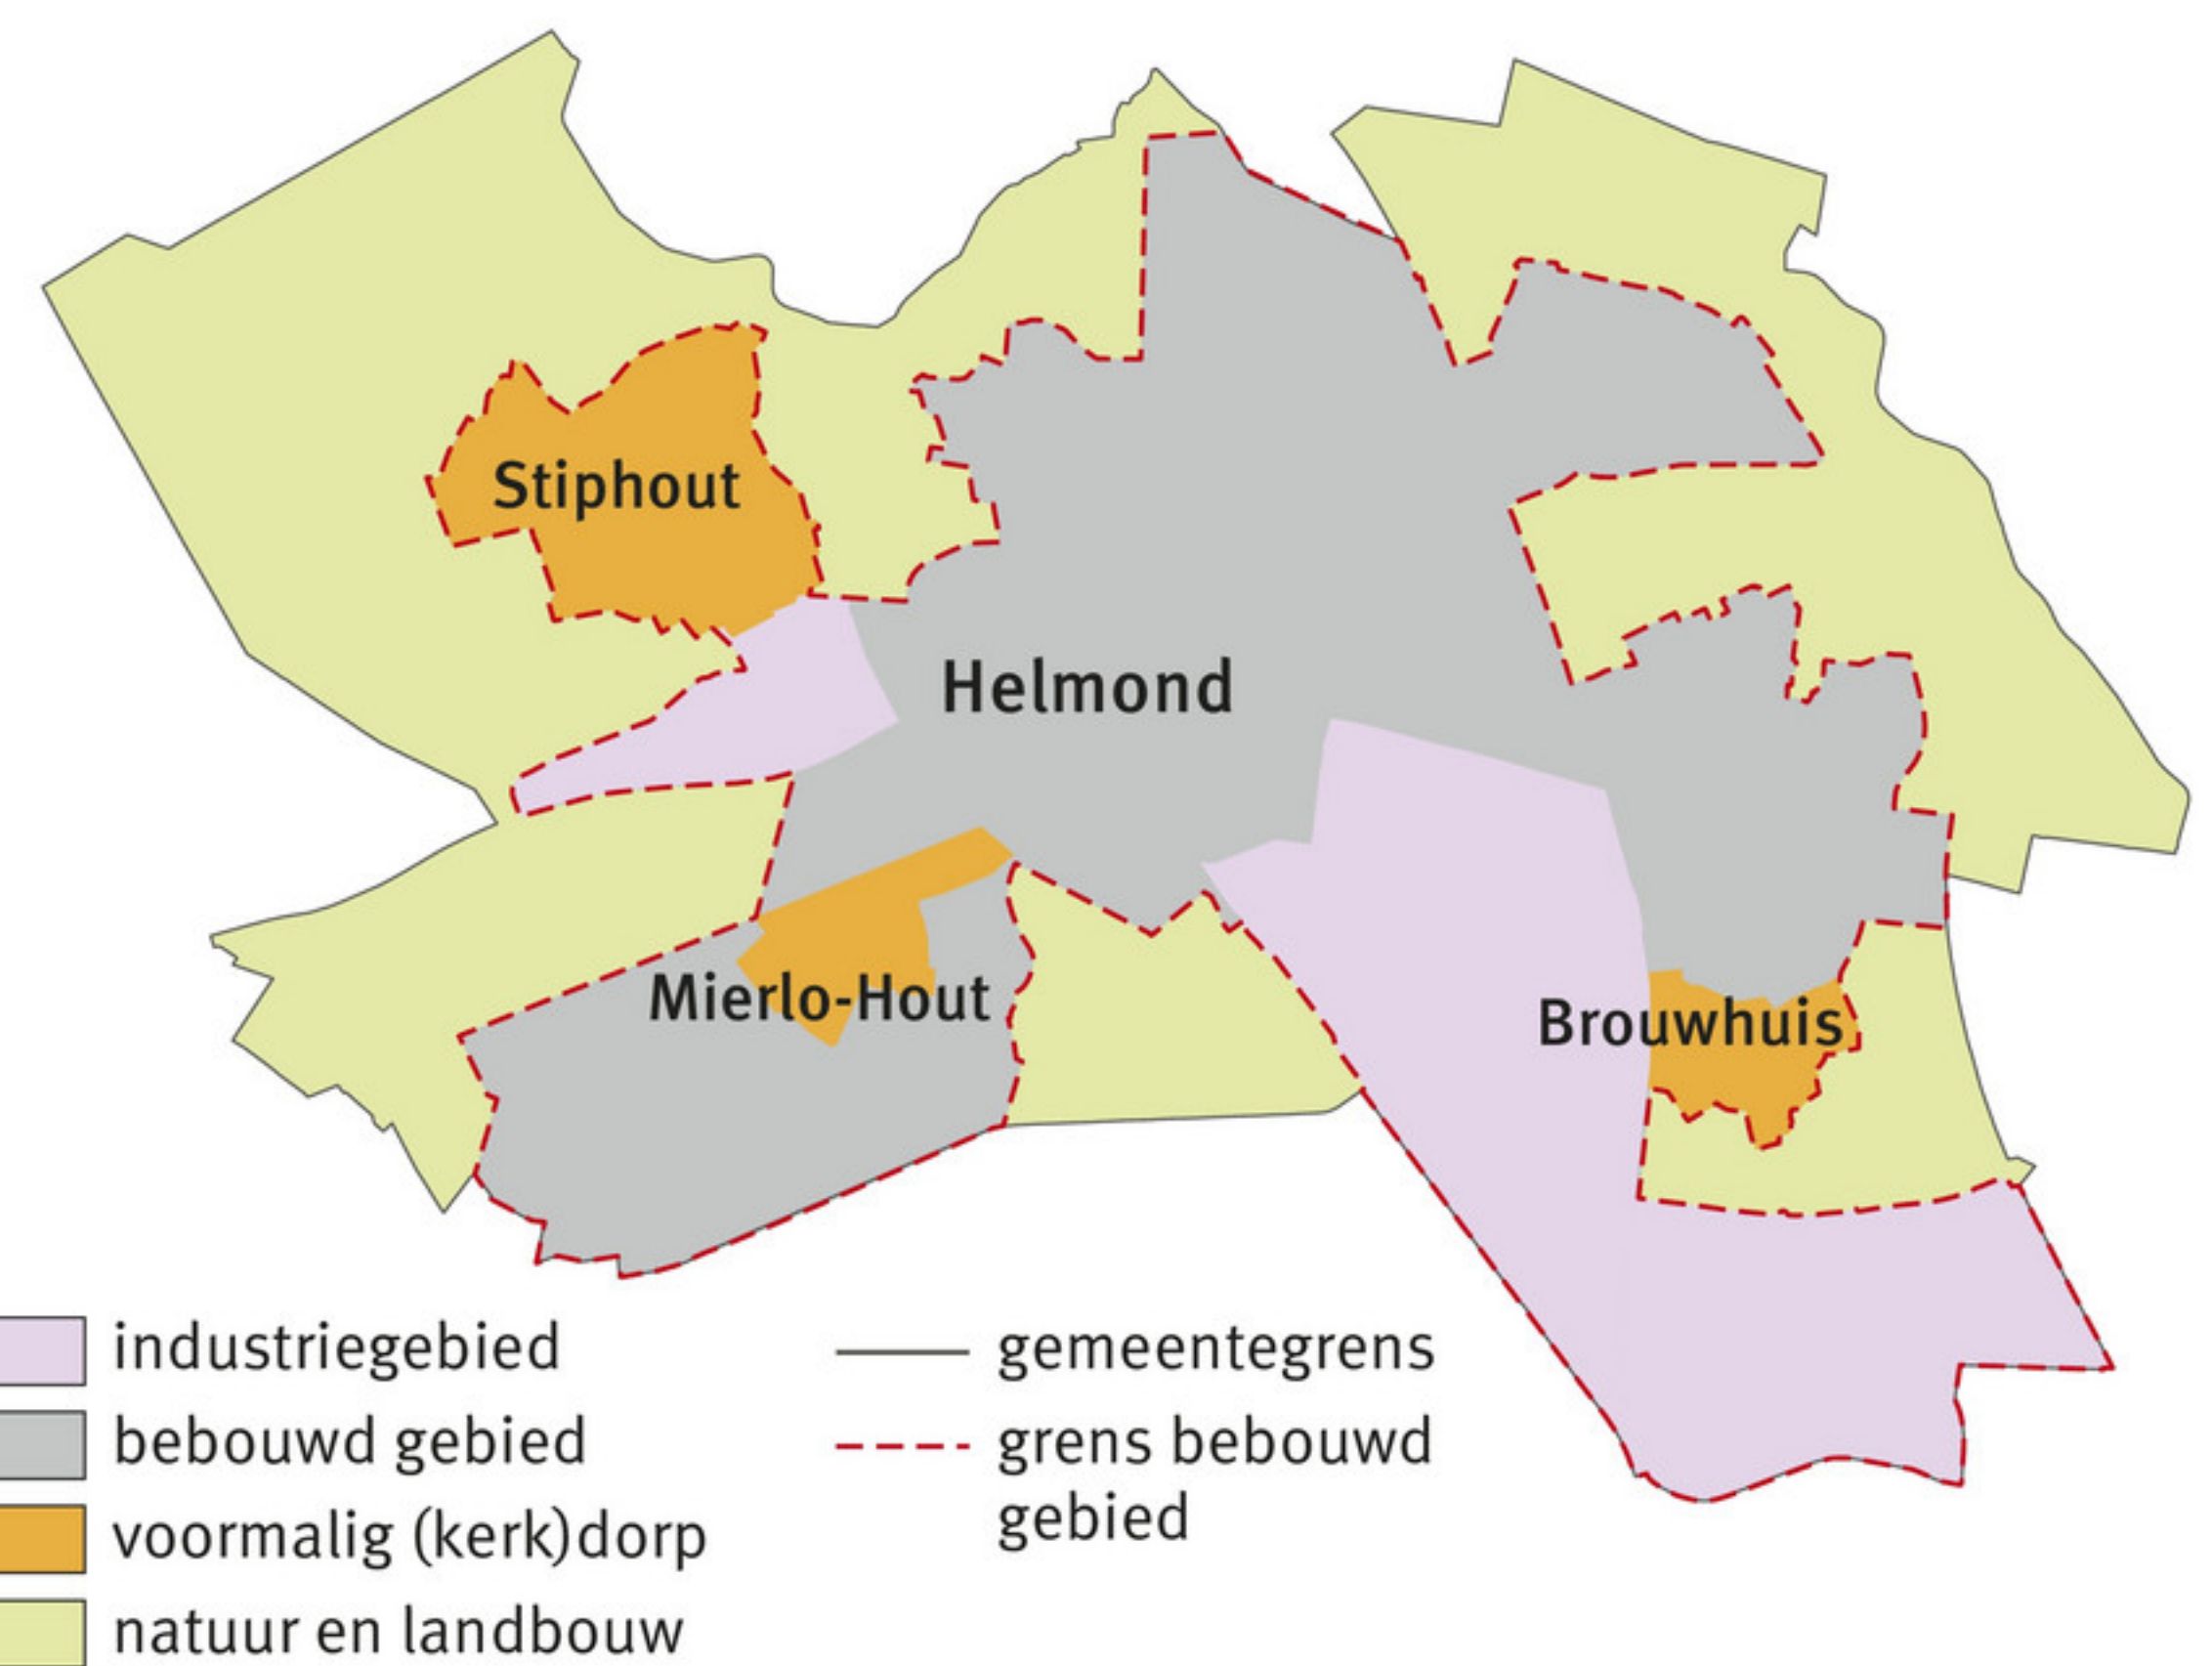 Stiphout
Helmond
Mierlo-Hout
Brouwhuis
industriegebied
bebouwd gebied
voormalig (kerk)dorp
natuur en landbouw
gemeentegrens
grens bebouwd
gebied